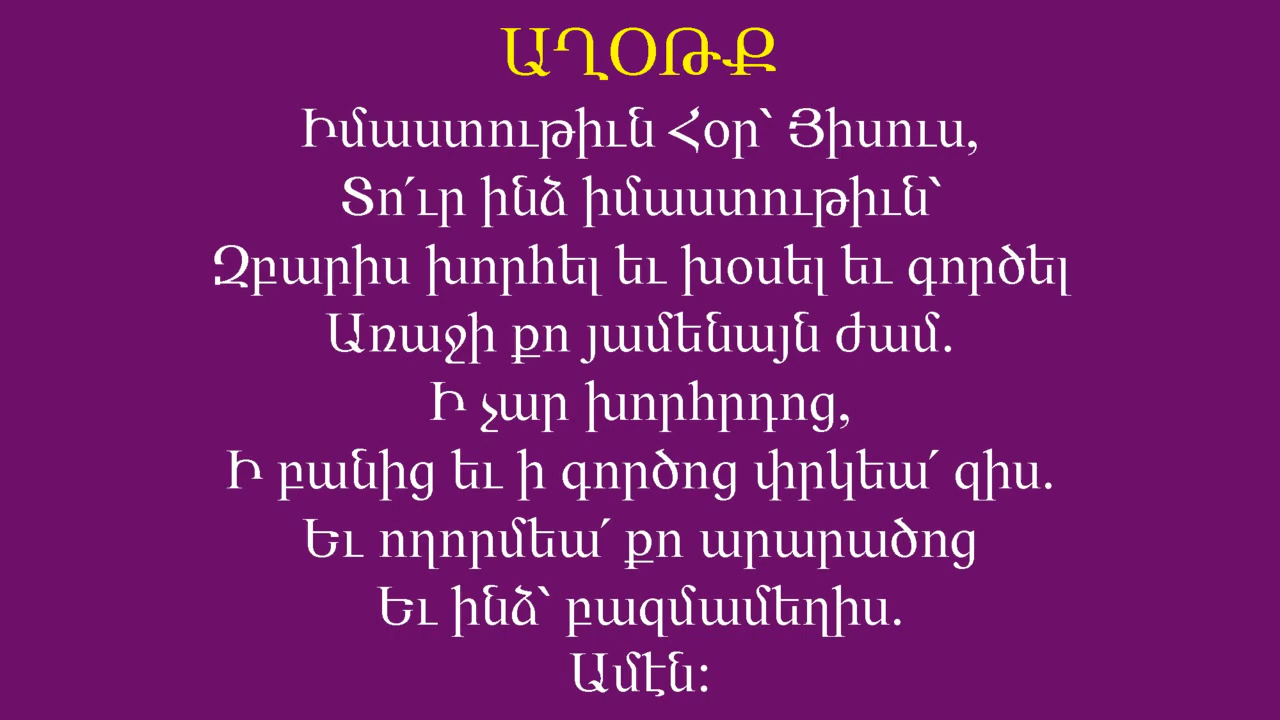 ԱՂՕԹՔ
Իմաստութիւն Հօր՝ Յիսուս,
Տո՛ւր ինձ իմաստութիւն՝
Զբարիս խորհել եւ խօսել եւ գործել
Առաջի քո յամենայն ժամ.
Ի չար խորհրդոց,
Ի բանից եւ ի գործոց փրկեա՛ զիս.
Եւ ողորմեա՛ քո արարածոց
Եւ ինձ՝ բազմամեղիս.
Ամէն։